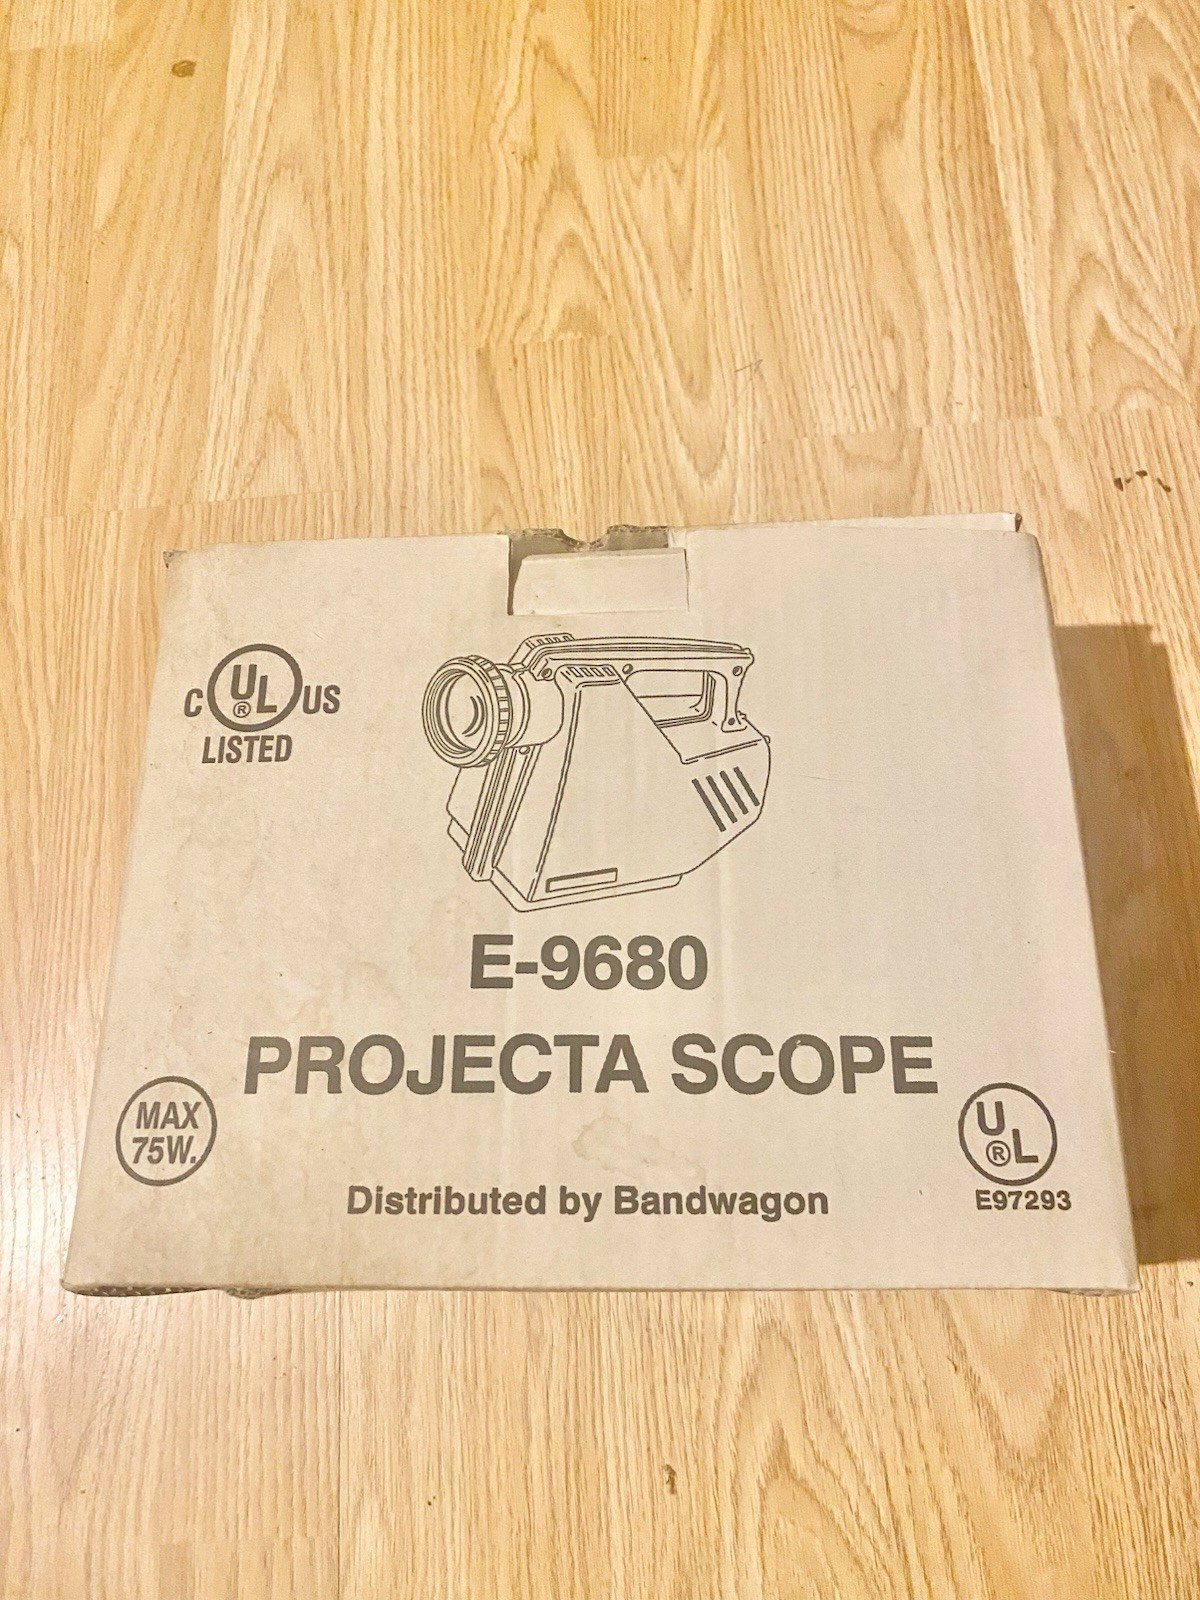 C UL® US
LISTED
E-9680
PROJECTA SCOPE
MAX
75W.
UL®
E97293
Distributed by Bandwagon